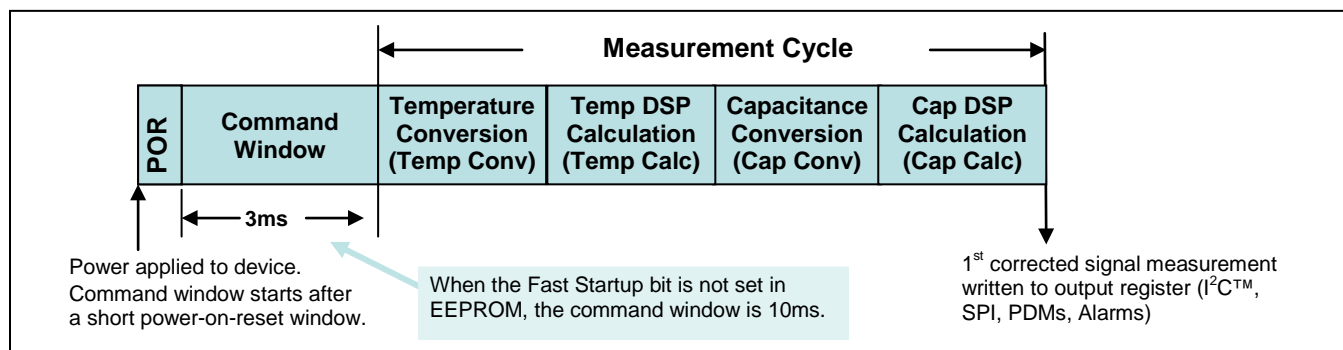 Measurement Cycle
POR
Command
Window
Temperature
Conversion
(Temp Conv)
Temp DSP
Calculation
(Temp Calc)
Capacitance
Conversion
(Cap Conv)
Cap DSP
Calculation
(Cap Calc)
3ms
Power applied to device.
Command window starts after
a short power-on-reset window.
When the Fast Startup bit is not set in
EEPROM, the command window is 10ms.
1st corrected signal measurement
written to output register (I²C™,
SPI, PDMs, Alarms)